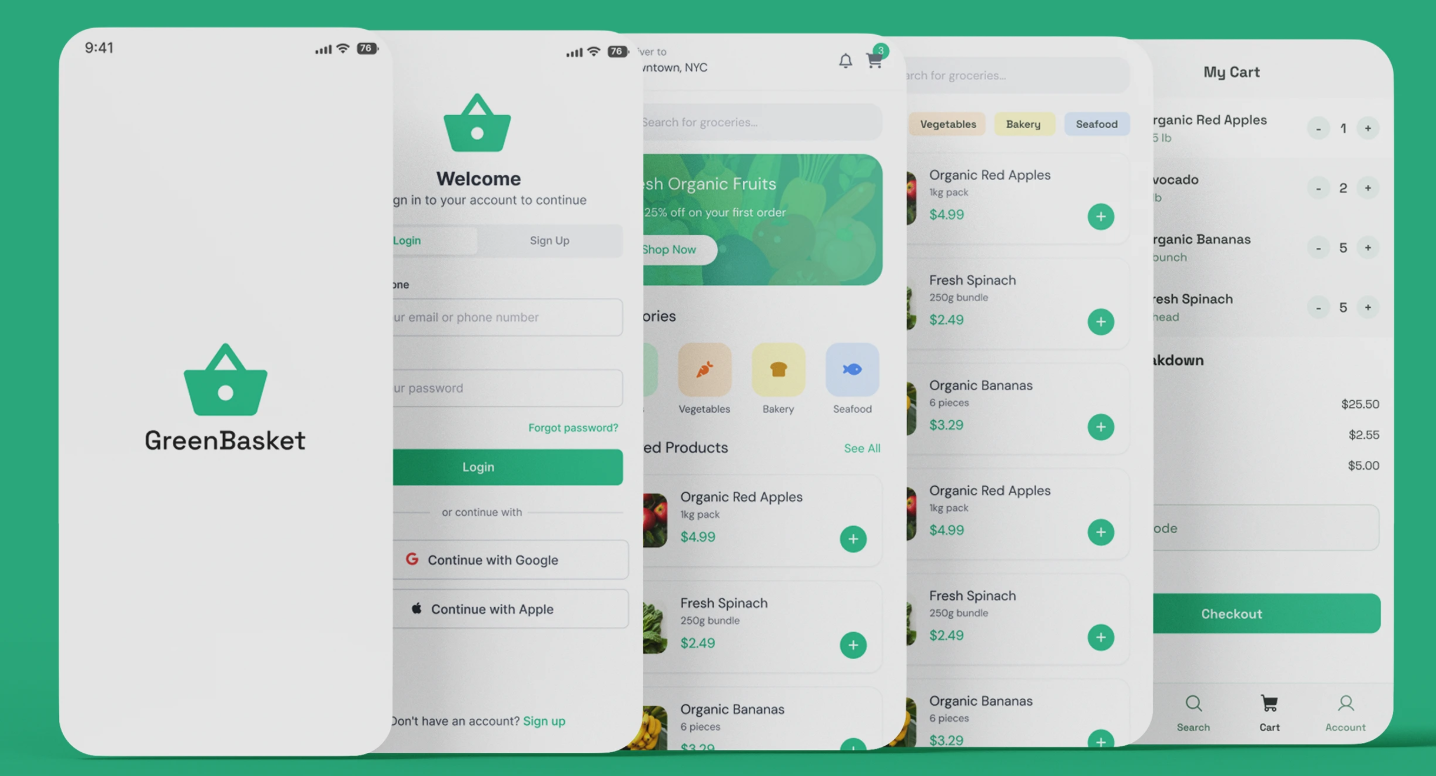 9:41
76
GreenBasket
76
Welcome
gn in to your account to continue
Login
Sign Up
one
ur email or phone number
ur password
Forgot password?
Login
or continue with
G Continue with Google
Continue with Apple
Don't have an account? Sign up
ver to
wntown, NYC
3
Search for groceries...
esh Organic Fruits
25% off on your first order
Shop Now
ories
Vegetables
Bakery
Seafood
ed Products
See All
Organic Red Apples
1kg pack
$4.99
+
Fresh Spinach
250g bundle
$2.49
+
Organic Bananas
6 pieces
$3.29
+
arch for groceries...
Vegetables
Bakery
Seafood
Organic Red Apples
1kg pack
$4.99
+
Fresh Spinach
250g bundle
$2.49
+
Organic Bananas
6 pieces
$3.29
+
Organic Red Apples
1kg pack
$4.99
+
Fresh Spinach
250g bundle
$2.49
+
Organic Bananas
6 pieces
$3.29
+
My Cart
rganic Red Apples
5 lb
- 1 +
vocado
lb
- 2 +
rganic Bananas
bunch
- 5 +
resh Spinach
head
- 5 +
akdown
$25.50
$2.55
$5.00
ode
Checkout
Search
Cart
Account